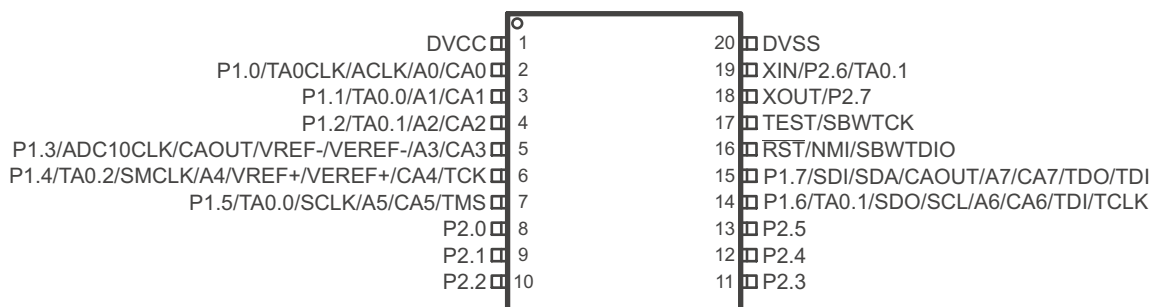 DVCC 1 20 DVSS
P1.0/TA0CLK/ACLK/A0/CA0 2 19 XIN/P2.6/TA0.1
P1.1/TA0.0/A1/CA1 3 18 XOUT/P2.7
P1.2/TA0.1/A2/CA2 4 17 TEST/SBWTCK
P1.3/ADC10CLK/CAOUT/VREF-/VEREF-/A3/CA3 5 16 RST/NMI/SBWTDIO
P1.4/TA0.2/SMCLK/A4/VREF+/VEREF+/CA4/TCK 6 15 P1.7/SDI/SDA/CAOUT/A7/CA7/TDO/TDI
P1.5/TA0.0/SCLK/A5/CA5/TMS 7 14 P1.6/TA0.1/SDO/SCL/A6/CA6/TDI/TCLK
P2.0 8 13 P2.5
P2.1 9 12 P2.4
P2.2 10 11 P2.3